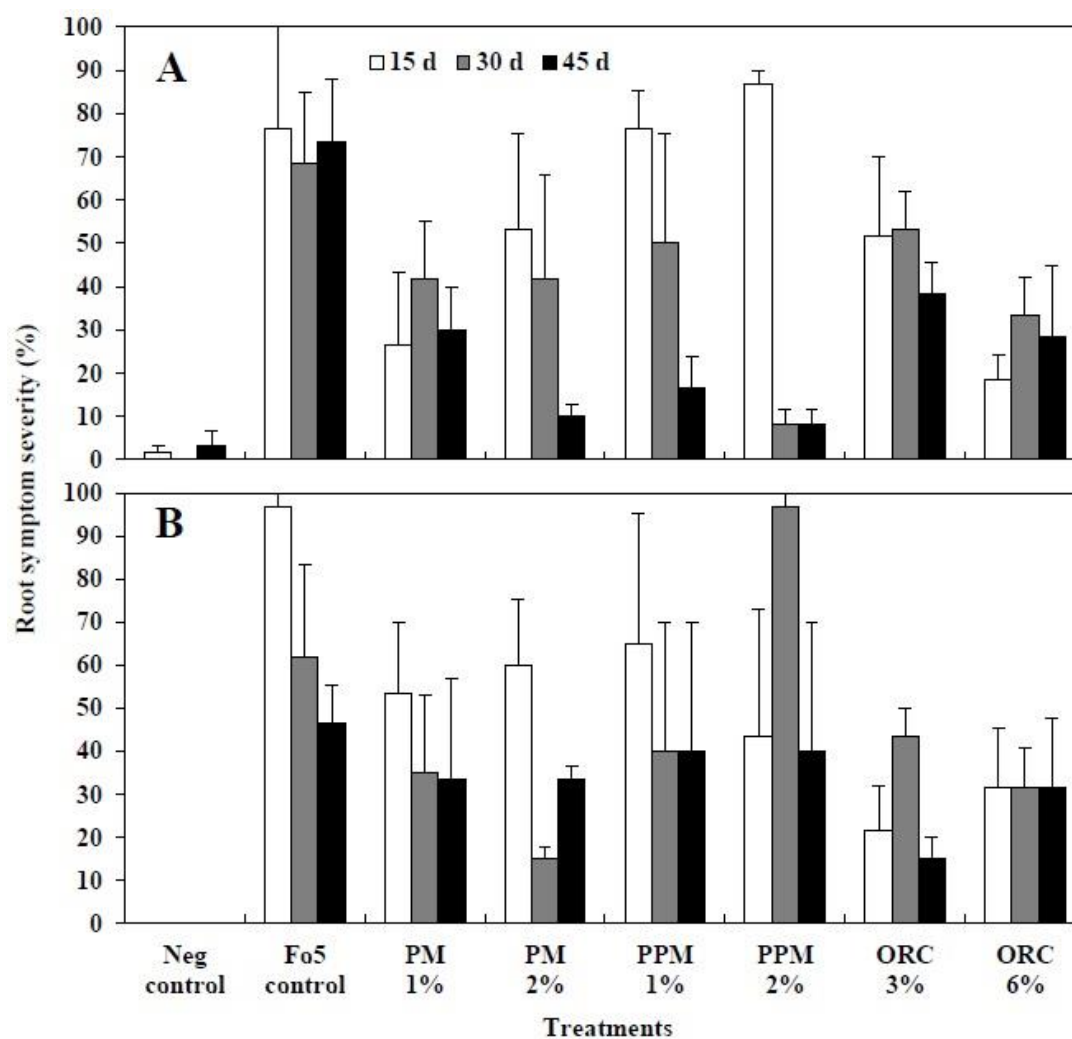 A
15 d 30 d 45 d
100
90
80
70
60
50
40
30
20
10
0
B
100
90
80
70
60
50
40
30
20
10
0
Root symptom severity (%)
Neg control
Fo5 control
PM 1%
PM 2%
PPM 1%
PPM 2%
ORC 3%
ORC 6%
Treatments